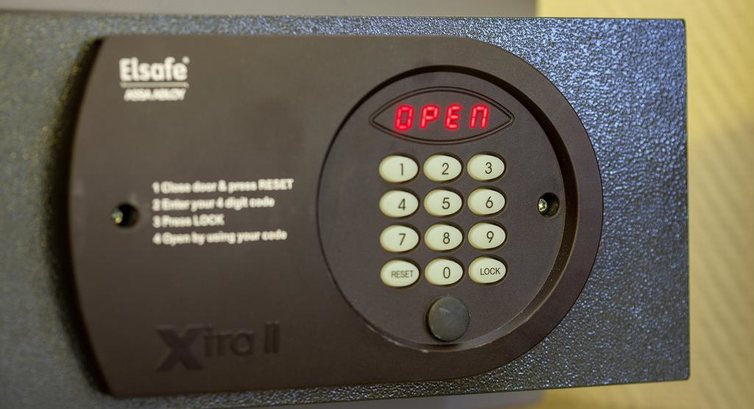 Elsafe
ASSA ABLOY
OPEN
1 Close door & press RESET
2 Enter your 4 digit code
3 Press LOCK
4 Open by using your code
1 2 3
4 5 6
7 8 9
RESET 0 LOCK
Xtra II